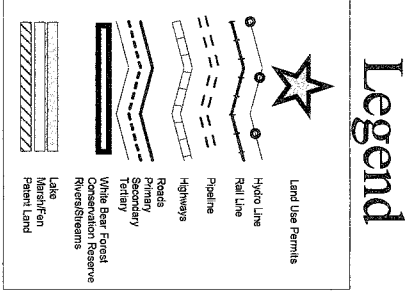 Legend
Land Use Permits
Hydro Line
Rail Line
Pipeline
Highways
Roads
Primary
Secondary
Tertiary
White Bear Forest
Conservation Reserve
Rivers/Streams
Lake
Marsh/Fen
Patent Land